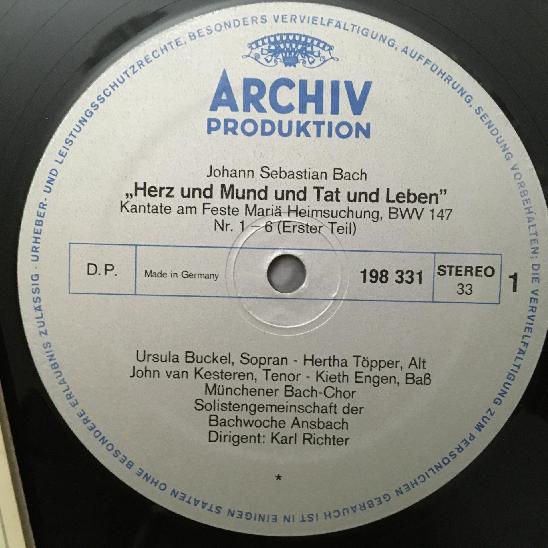 URHEBER- UND LEISTUNGSSCHUTZRECHTE, BESONDERS VERVIELFÄLTIGUNG, AUFFÜHRUNG, SENDUNG VORBEHALTEN; DIE VERVIELFÄLTIGUNG ZUM PERSÖNLICHEN GEBRAUCH IST IN EINIGEN STAATEN OHNE BESONDERE ERLAUBNIS ZULÄSSIG ·
ARCHIV
PRODUKTION
Johann Sebastian Bach
„Herz und Mund und Tat und Leben”
Kantate am Feste Mariä Heimsuchung, BWV 147
Nr. 1 – 6 (Erster Teil)
D. P. Made in Germany 198 331 STEREO 33 1
Ursula Buckel, Sopran - Hertha Töpper, Alt
John van Kesteren, Tenor - Kieth Engen, Baß
Münchener Bach-Chor
Solistengemeinschaft der
Bachwoche Ansbach
Dirigent: Karl Richter
*